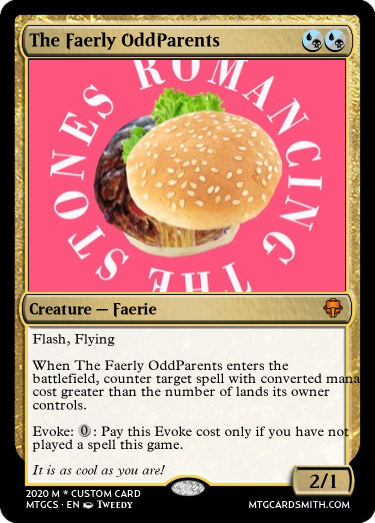 The Faerly OddParents
ROMANCING
THE STONES
Creature — Faerie
Flash, Flying
When The Faerly OddParents enters the
battlefield, counter target spell with converted mana
cost greater than the number of lands its owner
controls.
Evoke: 0: Pay this Evoke cost only if you have not
played a spell this game.
It is as cool as you are!
2/1
2020 M * CUSTOM CARD
MTGCS · EN Tweedy
MTGCARDSMITH.COM